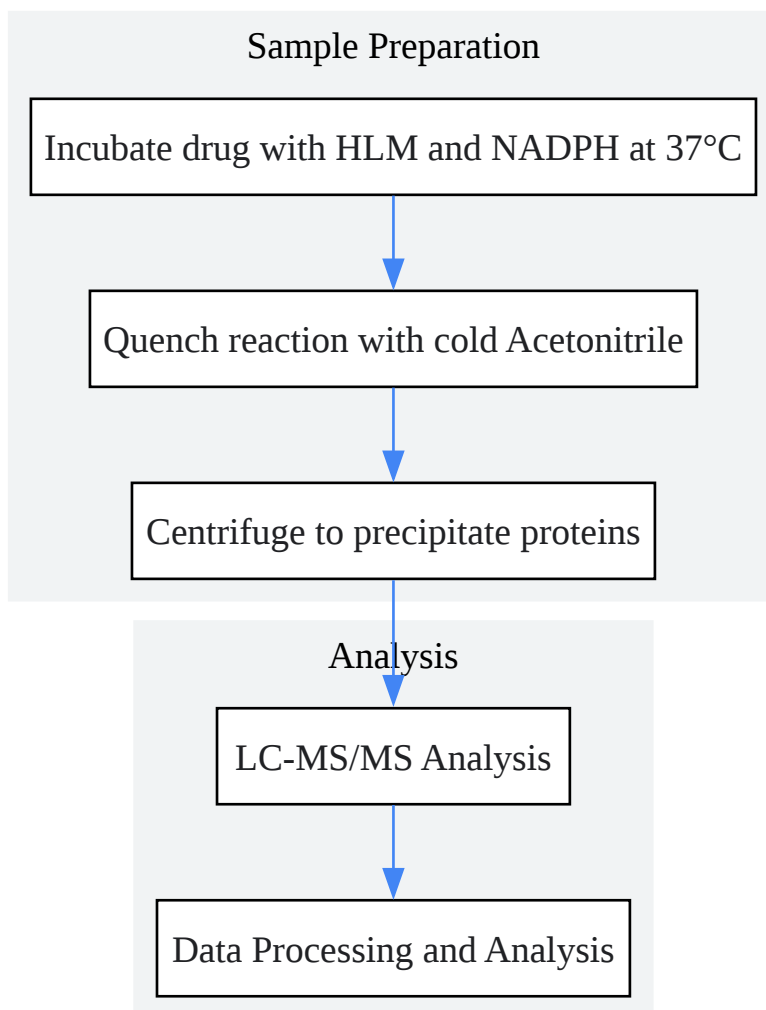 Sample Preparation
Incubate drug with HLM and NADPH at 37°C
Quench reaction with cold Acetonitrile
Centrifuge to precipitate proteins
Analysis
LC-MS/MS Analysis
Data Processing and Analysis